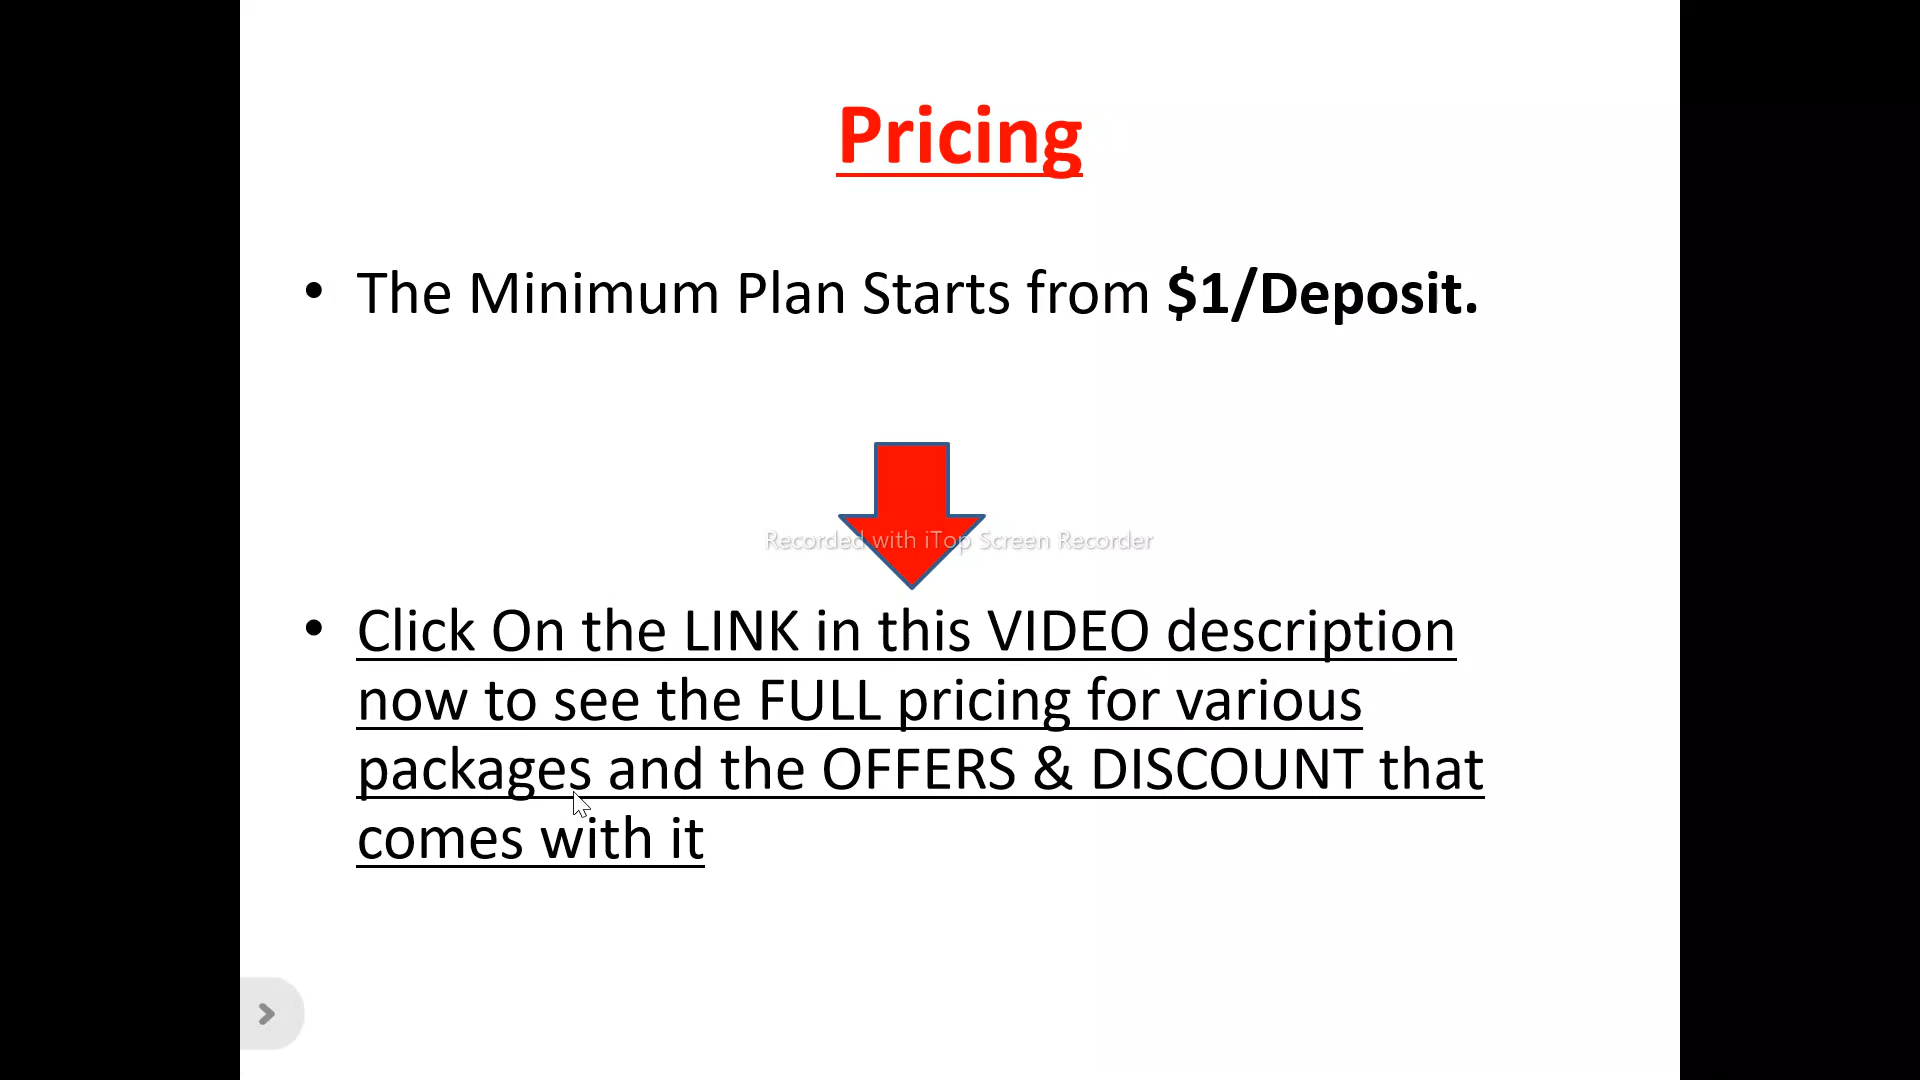 Pricing
• The Minimum Plan Starts from $1/Deposit.
Recorded with iTop Screen Recorder
• Click On the LINK in this VIDEO description
now to see the FULL pricing for various
packages and the OFFERS & DISCOUNT that
comes with it